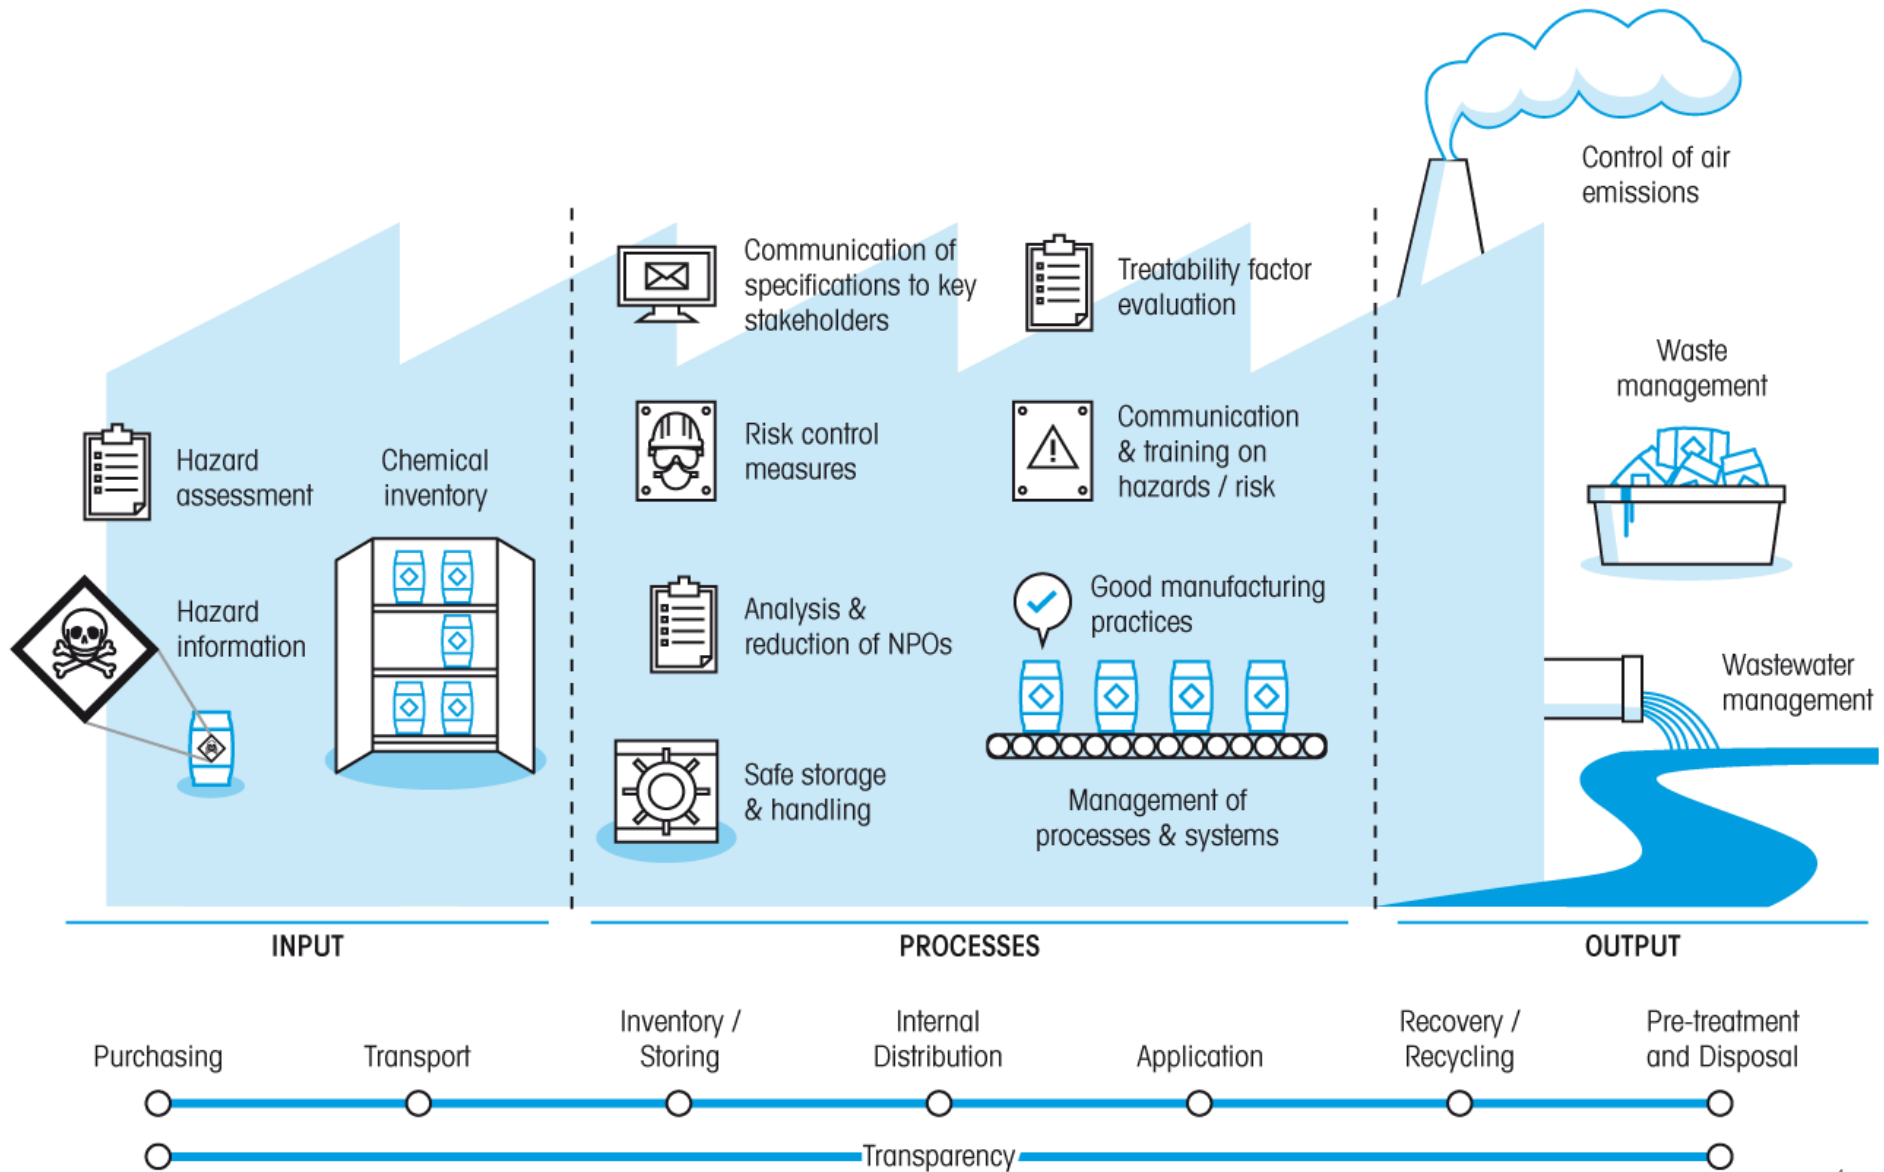 Control of air
emissions
Communication of
specifications to key
stakeholders
Treatability factor
evaluation
Waste
management
Hazard
assessment
Chemical
inventory
Risk control
measures
Communication
& training on
hazards / risk
Hazard
information
Analysis &
reduction of NPOs
Good manufacturing
practices
Wastewater
management
Safe storage
& handling
Management of
processes & systems
INPUT
PROCESSES
OUTPUT
Purchasing
Transport
Inventory /
Storing
Internal
Distribution
Application
Recovery /
Recycling
Pre-treatment
and Disposal
Transparency